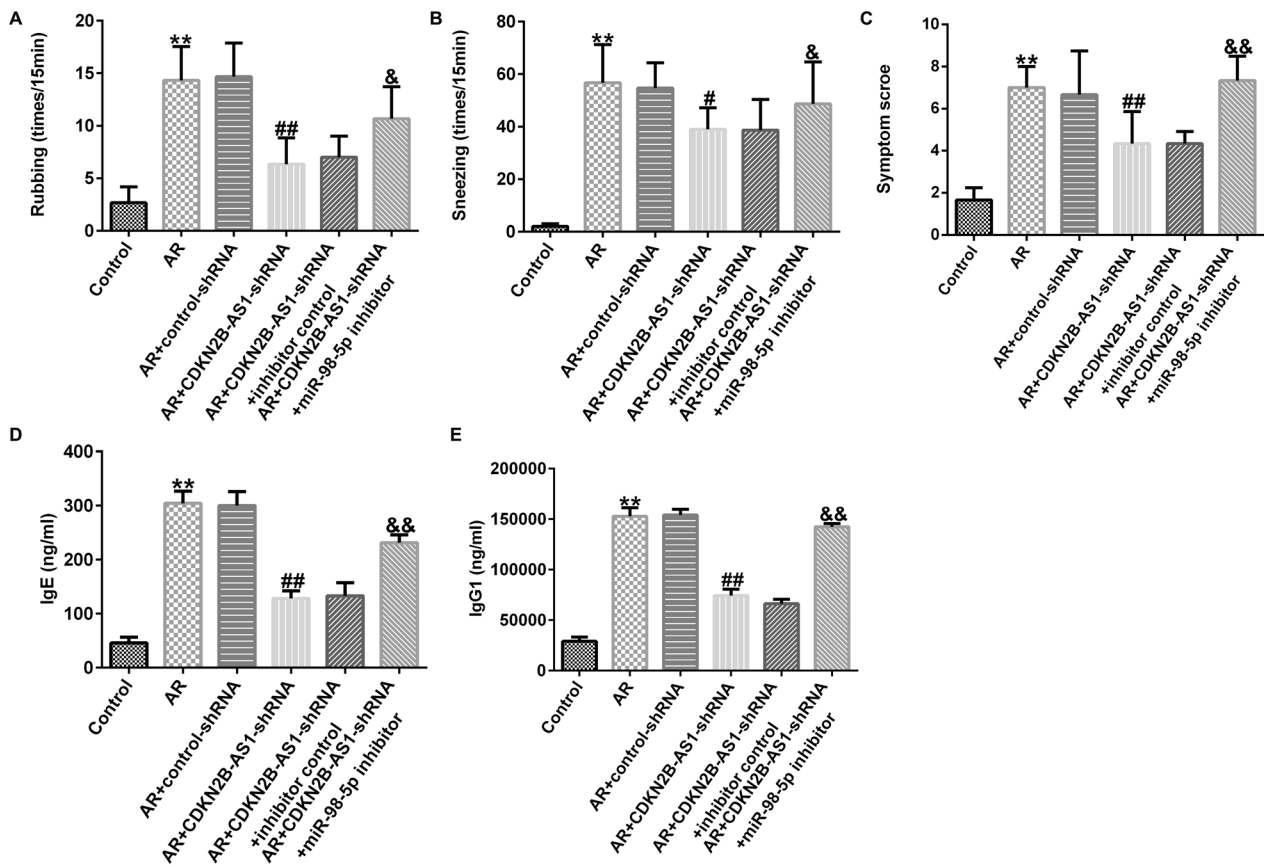 A
Rubbing (times/15min)
20
15
10
5
0
**
##
&
Control
AR
AR+control-shRNA
AR+CDKN2B-AS1-shRNA
AR+CDKN2B-AS1-shRNA
+inhibitor control
AR+CDKN2B-AS1-shRNA
+miR-98-5p inhibitor
B
Sneezing (times/15min)
80
60
40
20
0
**
#
&
Control
AR
AR+control-shRNA
AR+CDKN2B-AS1-shRNA
AR+CDKN2B-AS1-shRNA
+inhibitor control
AR+CDKN2B-AS1-shRNA
+miR-98-5p inhibitor
C
Symptom scroe
10
8
6
4
2
0
**
##
&&
Control
AR
AR+control-shRNA
AR+CDKN2B-AS1-shRNA
AR+CDKN2B-AS1-shRNA
+inhibitor control
AR+CDKN2B-AS1-shRNA
+miR-98-5p inhibitor
D
IgE (ng/ml)
400
300
200
100
0
**
##
&&
Control
AR
AR+control-shRNA
AR+CDKN2B-AS1-shRNA
AR+CDKN2B-AS1-shRNA
+inhibitor control
AR+CDKN2B-AS1-shRNA
+miR-98-5p inhibitor
E
IgG1 (ng/ml)
200000
150000
100000
50000
0
**
##
&&
Control
AR
AR+control-shRNA
AR+CDKN2B-AS1-shRNA
AR+CDKN2B-AS1-shRNA
+inhibitor control
AR+CDKN2B-AS1-shRNA
+miR-98-5p inhibitor